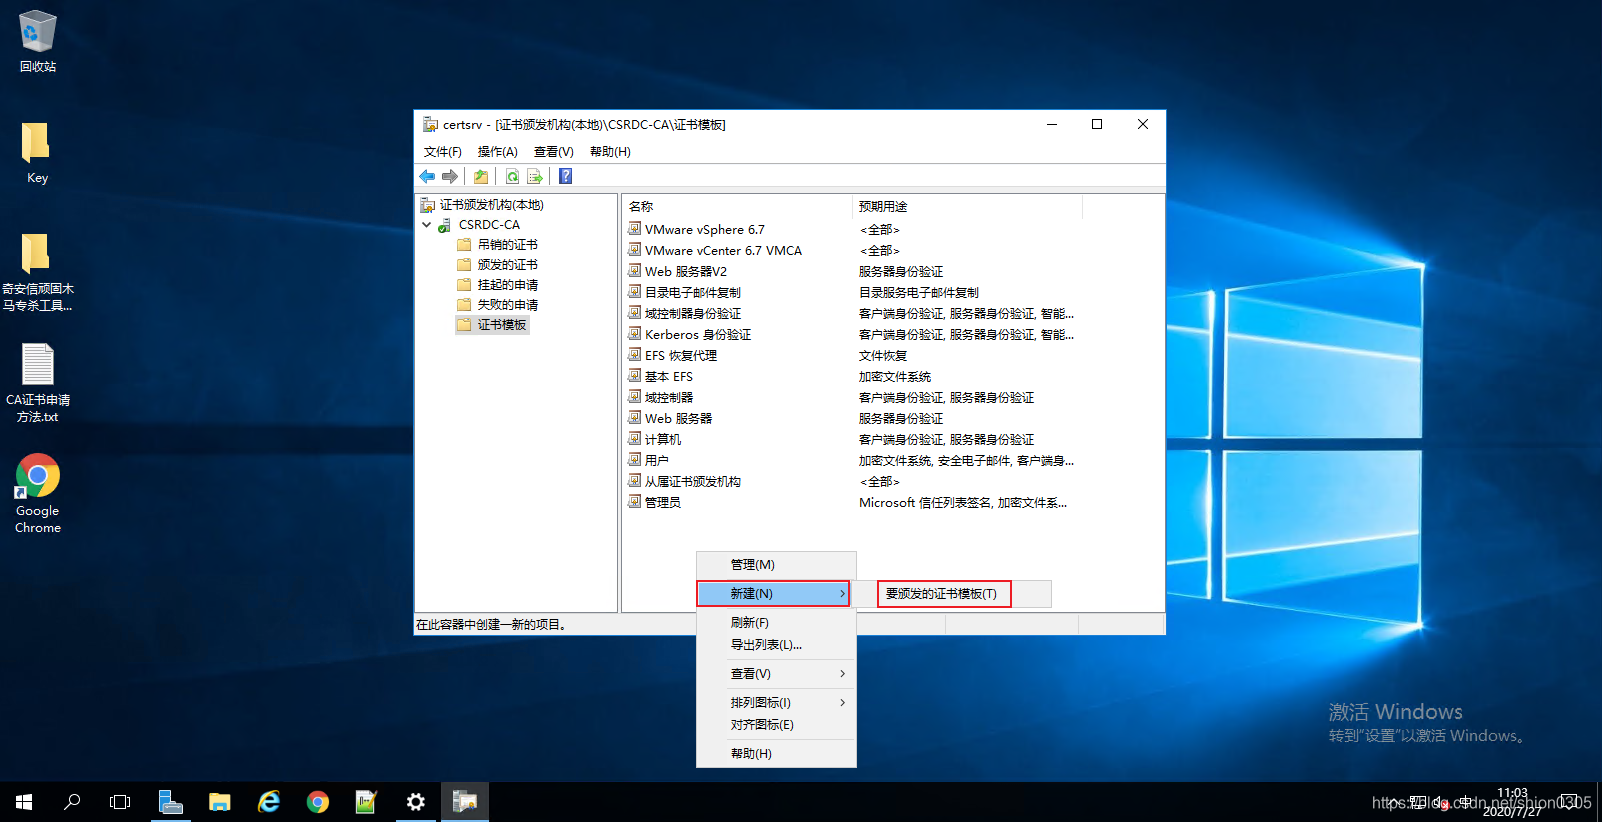 回收站
Key
奇安信顽固木
马专杀工具...
CA证书申请
方法.txt
Google
Chrome
certsrv - [证书颁发机构(本地)\CSRDC-CA\证书模板]
文件(F) 操作(A) 查看(V) 帮助(H)
证书颁发机构(本地)
CSRDC-CA
吊销的证书
颁发的证书
挂起的申请
失败的申请
证书模板
名称 预期用途
VMware vSphere 6.7 <全部>
VMware vCenter 6.7 VMCA <全部>
Web 服务器V2 服务器身份验证
目录电子邮件复制 目录服务电子邮件复制
域控制器身份验证 客户端身份验证, 服务器身份验证, 智能...
Kerberos 身份验证 客户端身份验证, 服务器身份验证, 智能...
EFS 恢复代理 文件恢复
基本 EFS 加密文件系统
域控制器 客户端身份验证, 服务器身份验证
Web 服务器 服务器身份验证
计算机 客户端身份验证, 服务器身份验证
用户 加密文件系统, 安全电子邮件, 客户端身...
从属证书颁发机构 <全部>
管理员 Microsoft 信任列表签名, 加密文件系...
管理(M)
新建(N) 要颁发的证书模板(T)
刷新(F)
导出列表(L)...
查看(V)
排列图标(I)
对齐图标(E)
帮助(H)
在此容器中创建一新的项目。
激活 Windows
转到“设置”以激活 Windows。
中
11:03
2020/7/27
https://blog.csdn.net/shion0305